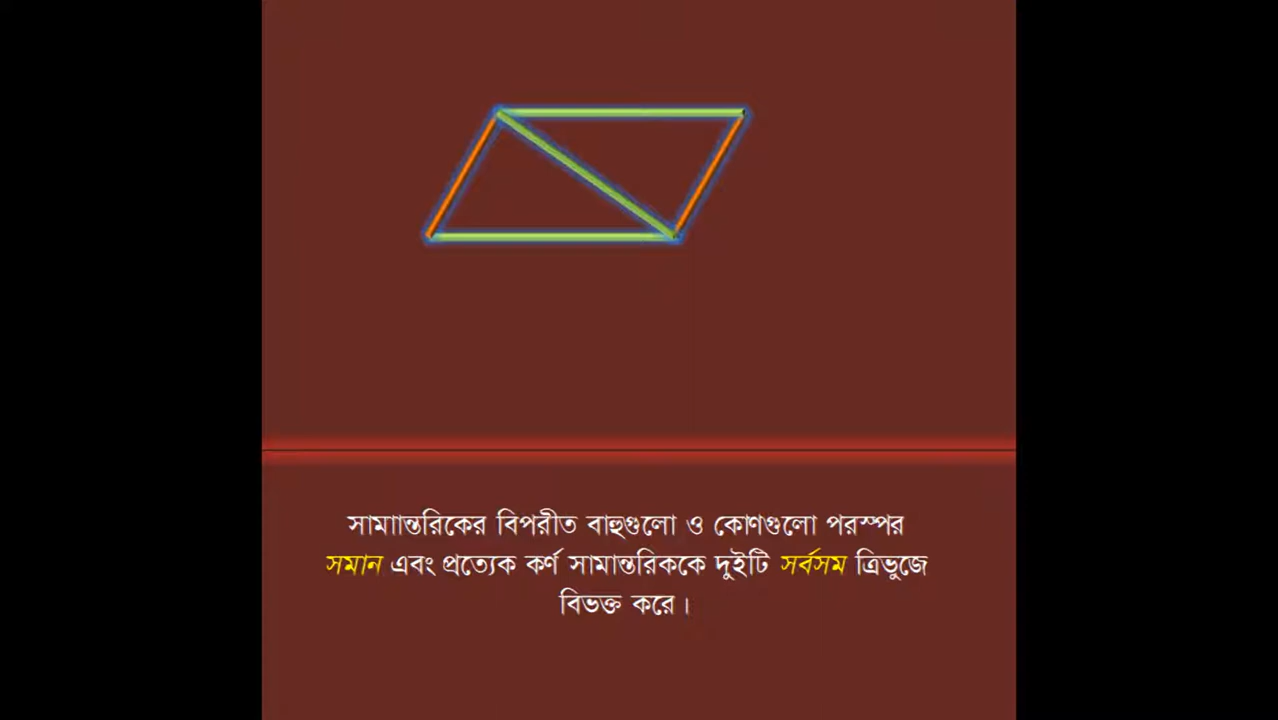 সামাান্তরিকের বিপরীত বাহুগুলো ও কোণগুলো পরস্পর
সমান এবং প্রত্যেক কর্ণ সামান্তরিককে দুইটি সর্বসম ত্রিভুজে
বিভক্ত করে।